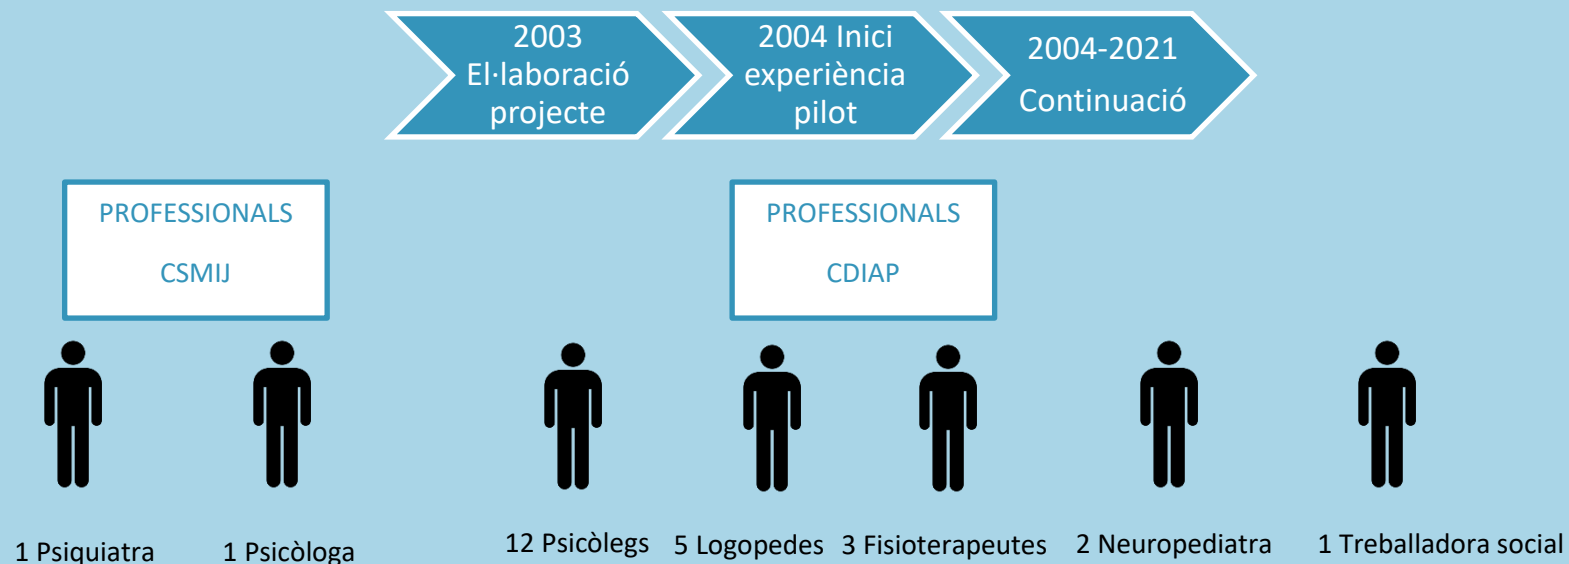 2003
El·laboració
projecte
2004 Inici
experiència
pilot
2004-2021
Continuació
PROFESSIONALS
CSMIJ
PROFESSIONALS
CDIAP
1 Psiquiatra
1 Psicòloga
12 Psicòlegs
5 Logopedes
3 Fisioterapeutes
2 Neuropediatra
1 Treballadora social